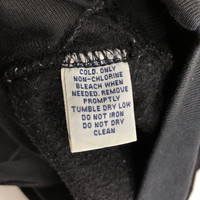 COLD. ONLY
NON-CHLORINE
BLEACH WHEN
NEEDED. REMOVE
PROMPTLY
TUMBLE DRY LOW
DO NOT IRON
DO NOT DRY
CLEAN